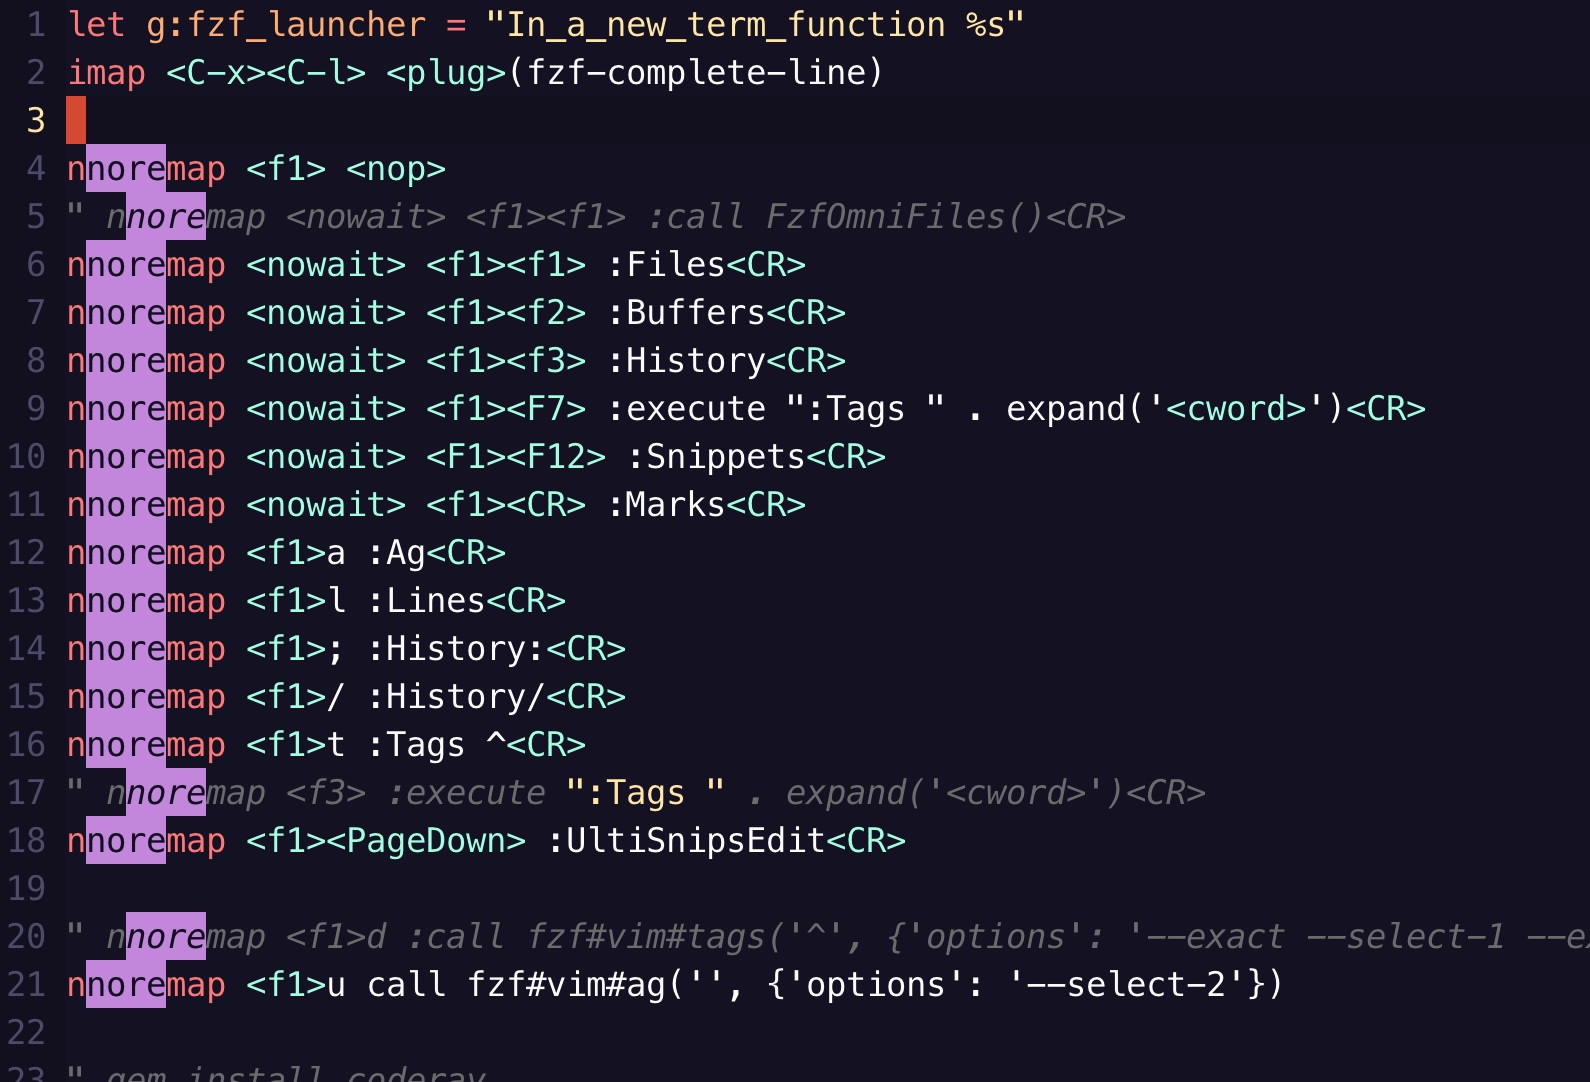 1 let g:fzf_launcher = "In_a_new_term_function %s"
2 imap <C-x><C-l> <plug>(fzf-complete-line)
3
4 nnoremap <f1> <nop>
5 " nnoremap <nowait> <f1><f1> :call FzfOmniFiles()<CR>
6 nnoremap <nowait> <f1><f1> :Files<CR>
7 nnoremap <nowait> <f1><f2> :Buffers<CR>
8 nnoremap <nowait> <f1><f3> :History<CR>
9 nnoremap <nowait> <f1><F7> :execute ":Tags " . expand('<cword>')<CR>
10 nnoremap <nowait> <F1><F12> :Snippets<CR>
11 nnoremap <nowait> <f1><CR> :Marks<CR>
12 nnoremap <f1>a :Ag<CR>
13 nnoremap <f1>l :Lines<CR>
14 nnoremap <f1>; :History:<CR>
15 nnoremap <f1>/ :History/<CR>
16 nnoremap <f1>t :Tags ^<CR>
17 " nnoremap <f3> :execute ":Tags " . expand('<cword>')<CR>
18 nnoremap <f1><PageDown> :UltiSnipsEdit<CR>
19
20 " nnoremap <f1>d :call fzf#vim#tags('^', {'options': '--exact --select-1 --e
21 nnoremap <f1>u call fzf#vim#ag('', {'options': '--select-2'})
22
23 " gem install coderay